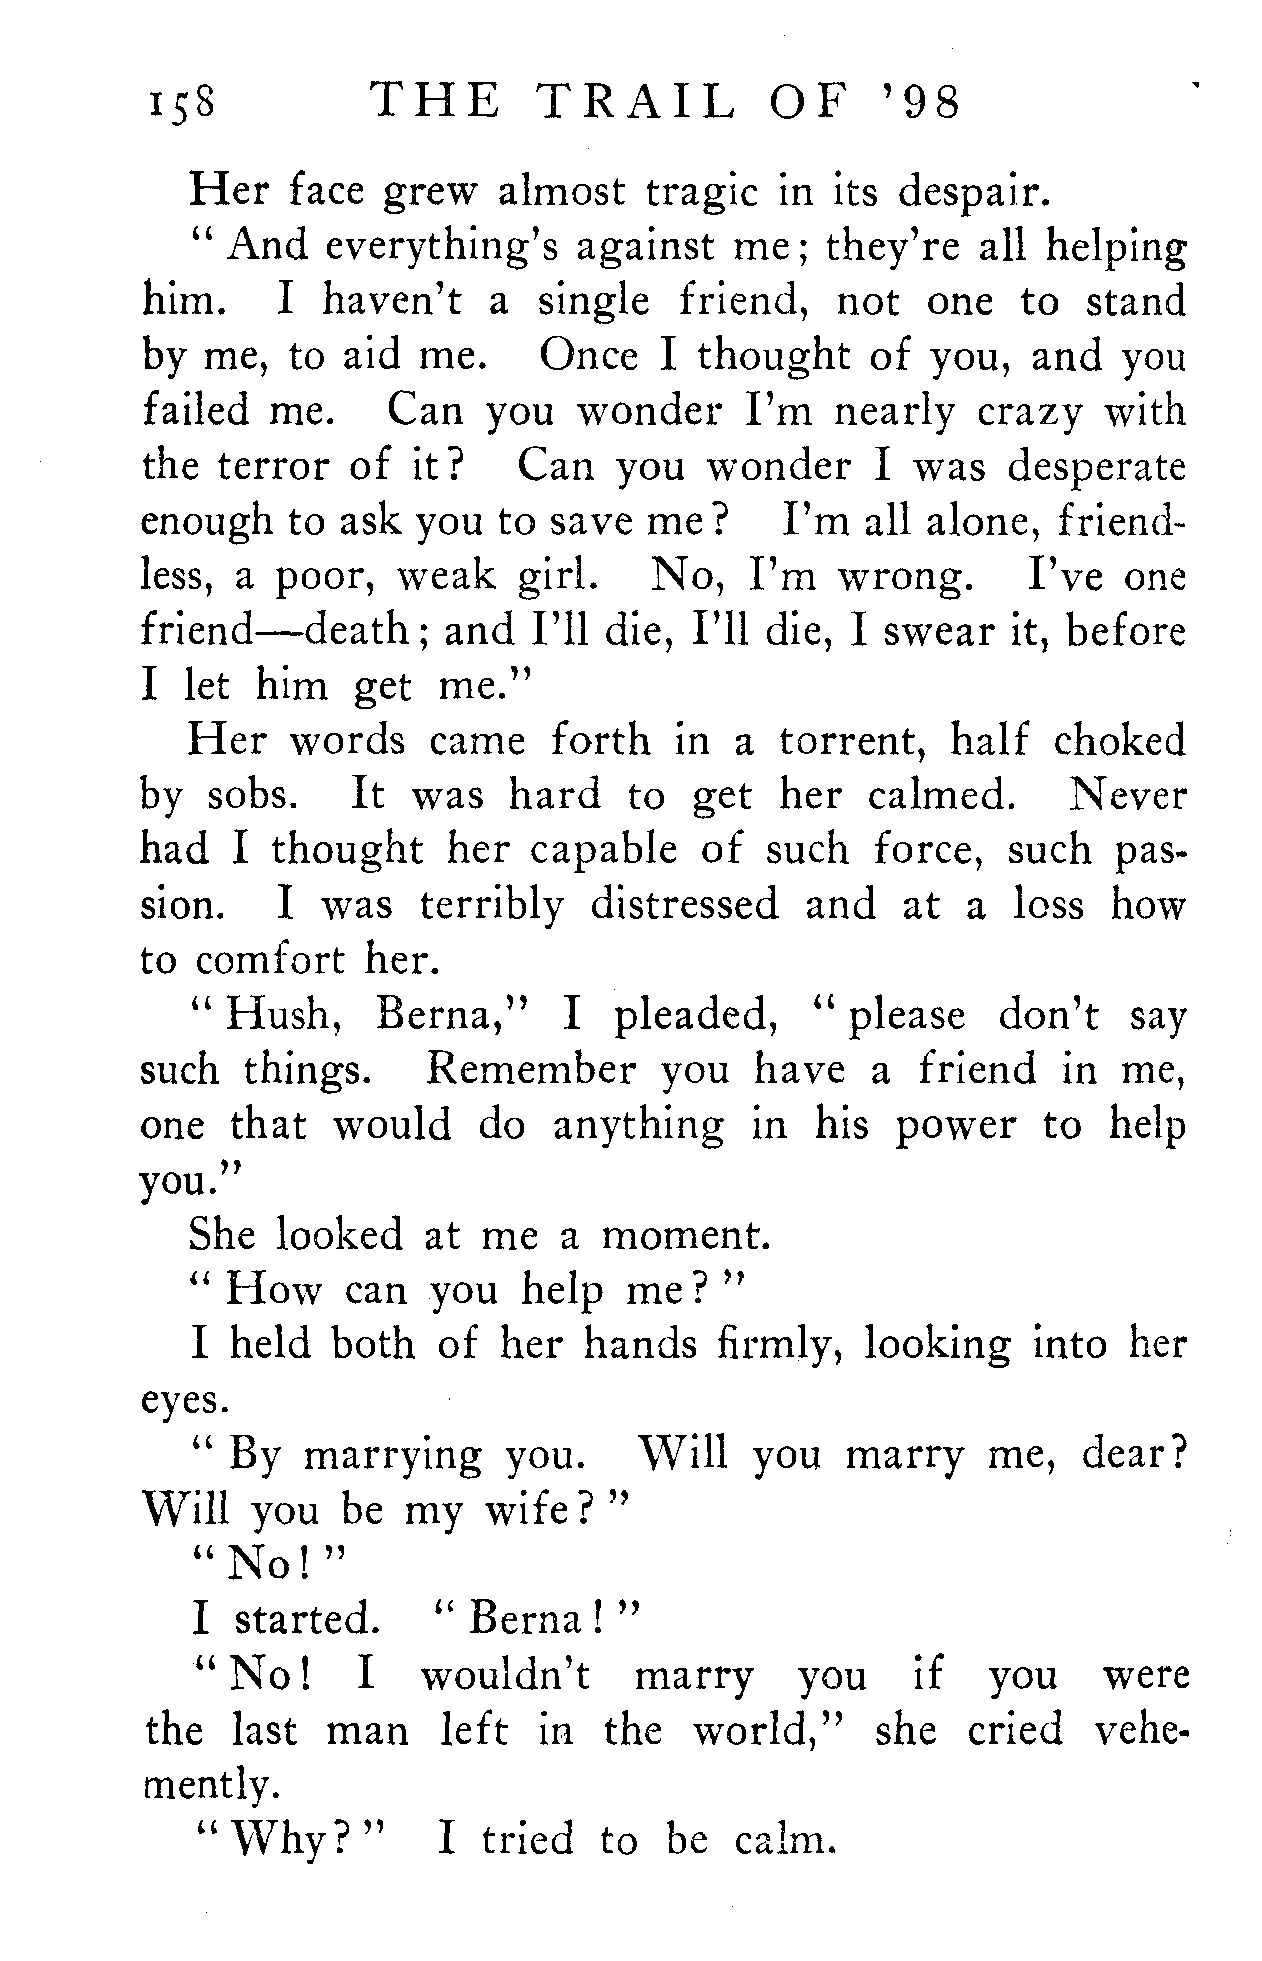 158 THE TRAIL OF '98
Her face grew almost tragic in its despair.
" And everything's against me ; they're all helping
him. I haven't a single friend, not one to stand
by me, to aid me. Once I thought of you, and you
failed me. Can you wonder I'm nearly crazy with
the terror of it ? Can you wonder I was desperate
enough to ask you to save me ? I'm all alone, friend-
less, a poor, weak girl. No, I'm wrong. I've one
friend—death ; and I'll die, I'll die, I swear it, before
I let him get me."
Her words came forth in a torrent, half choked
by sobs. It was hard to get her calmed. Never
had I thought her capable of such force, such pas-
sion. I was terribly distressed and at a loss how
to comfort her.
" Hush, Berna," I pleaded, " please don't say
such things. Remember you have a friend in me,
one that would do anything in his power to help
you."
She looked at me a moment.
" How can you help me ? "
I held both of her hands firmly, looking into her
eyes.
" By marrying you. Will you marry me, dear ?
Will you be my wife ? "
" No ! "
I started. " Berna ! "
" No ! I wouldn't marry you if you were
the last man left in the world," she cried vehe-
mently.
" Why ? " I tried to be calm.